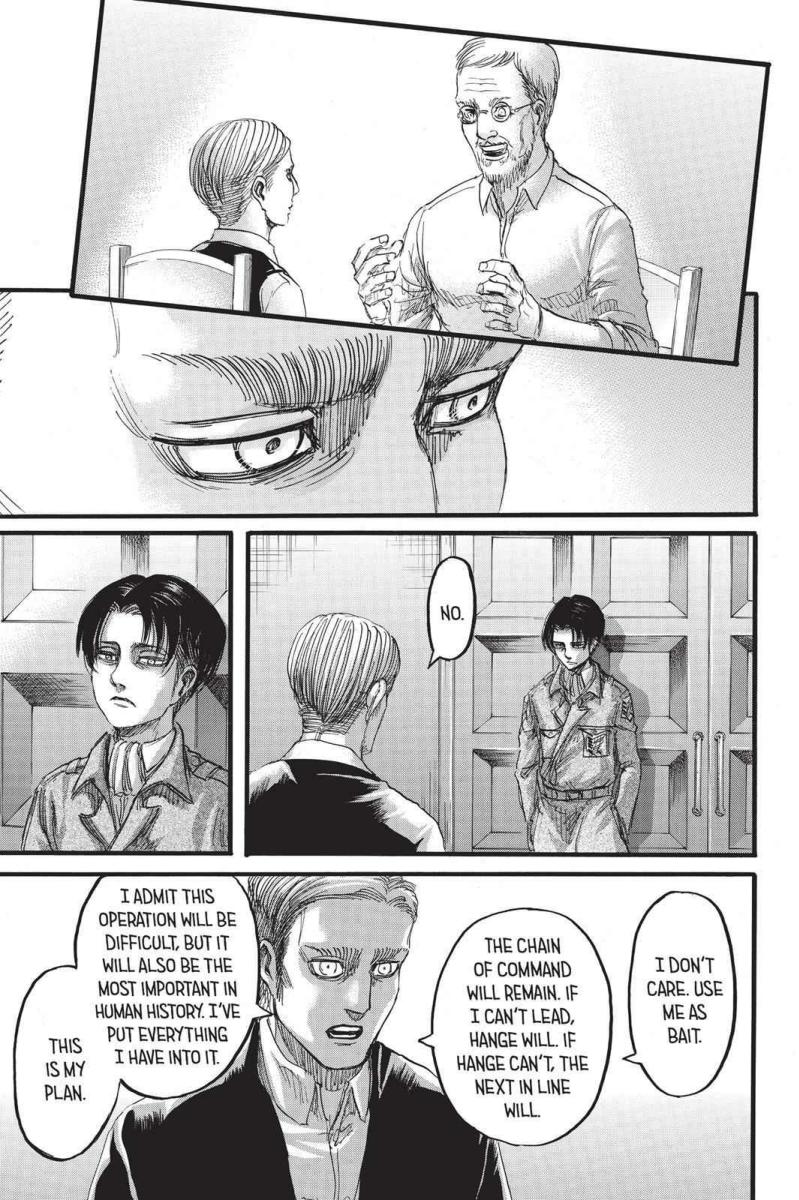 NO.
I DON'T
CARE. USE
ME AS
BAIT.
THE CHAIN
OF COMMAND
WILL REMAIN. IF
I CAN'T LEAD,
HANGE WILL. IF
HANGE CAN'T, THE
NEXT IN LINE
WILL.
I ADMIT THIS
OPERATION WILL BE
DIFFICULT, BUT IT
WILL ALSO BE THE
MOST IMPORTANT IN
HUMAN HISTORY. I'VE
PUT EVERYTHING
I HAVE INTO IT.
THIS
IS MY
PLAN.